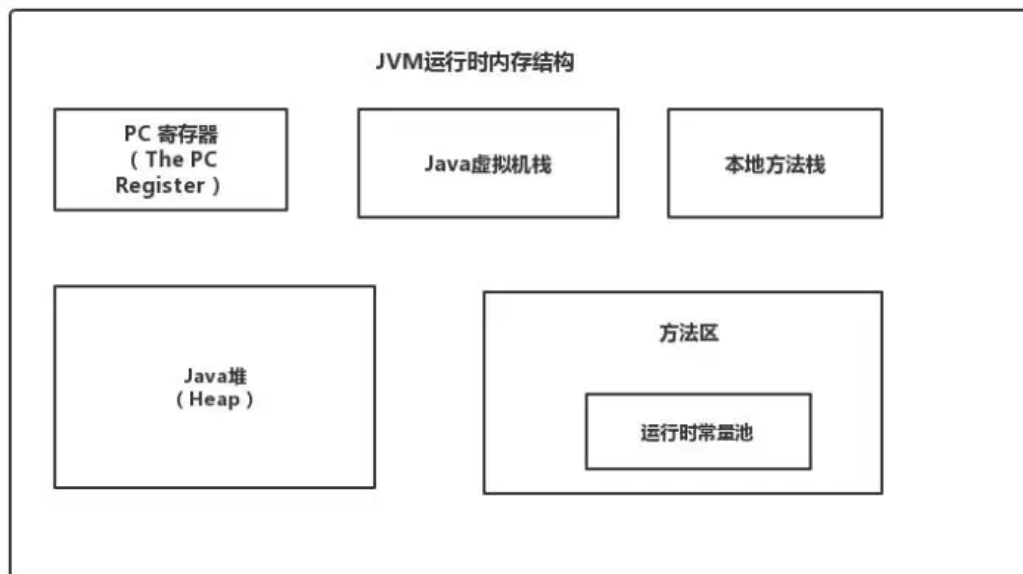 JVM运行时内存结构
PC 寄存器
（The PC
Register）
Java虚拟机栈
本地方法栈
Java堆
（Heap）
方法区
运行时常量池